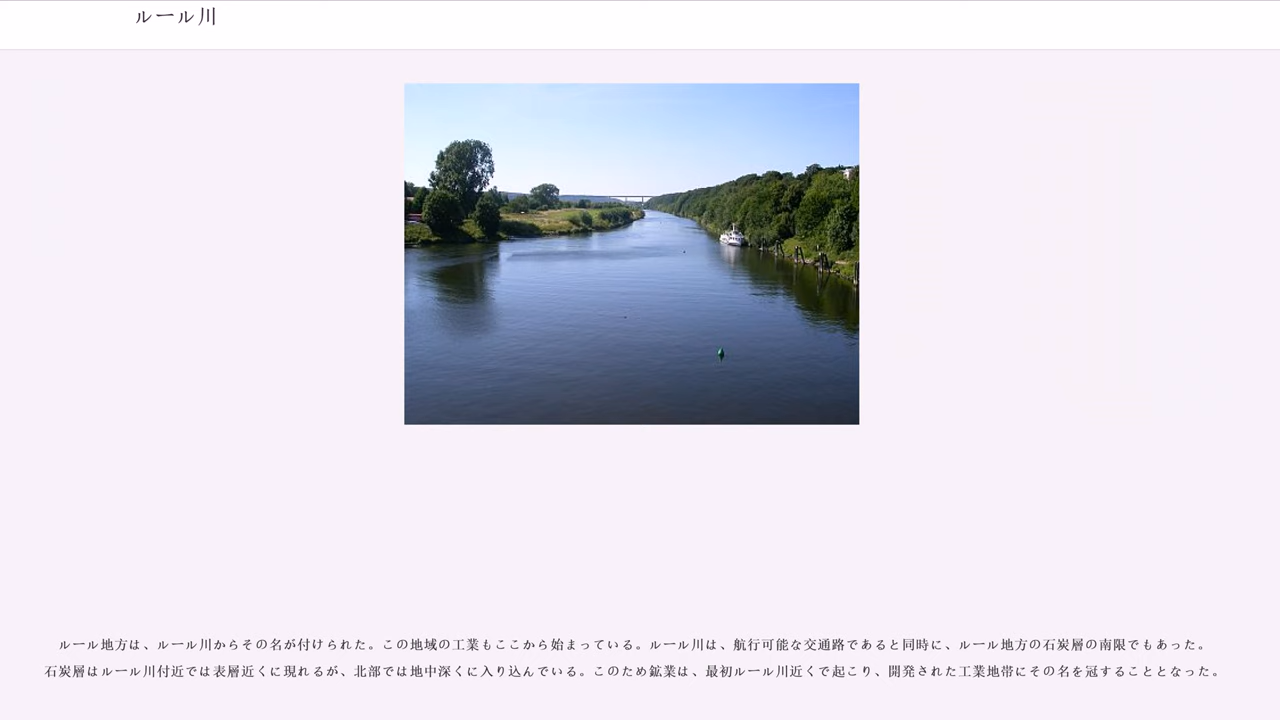 ルール川
ルール地方は、ルール川からその名が付けられた。この地域の工業もここから始まっている。ルール川は、航行可能な交通路であると同時に、ルール地方の石炭層の南限でもあった。
石炭層はルール川付近では表層近くに現れるが、北部では地中深くに入り込んでいる。このため鉱業は、最初ルール川近くで起こり、開発された工業地帯にその名を冠することとなった。